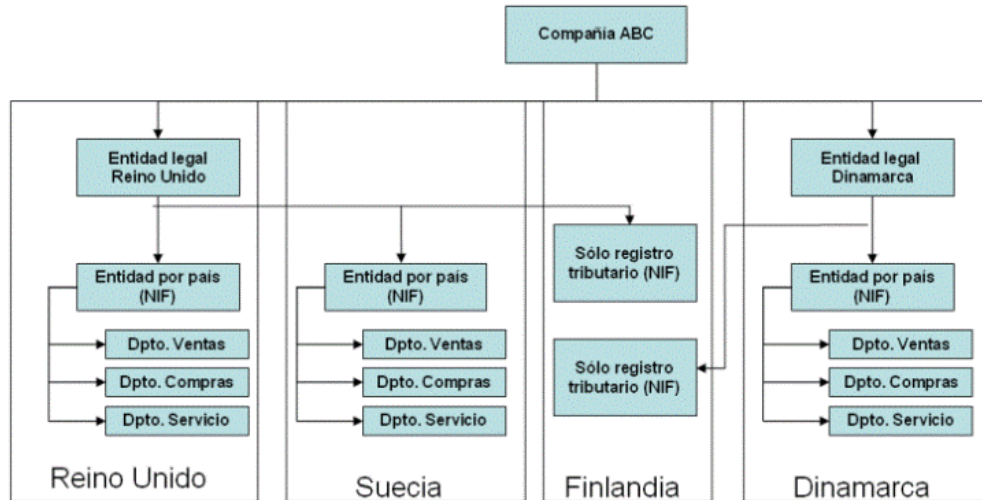 Compañía ABC
Entidad legal
Reino Unido
Entidad por país
(NIF)
Dpto. Ventas
Dpto. Compras
Dpto. Servicio
Reino Unido
Entidad por país
(NIF)
Dpto. Ventas
Dpto. Compras
Dpto. Servicio
Suecia
Sólo registro
tributario (NIF)
Sólo registro
tributario (NIF)
Finlandia
Entidad legal
Dinamarca
Entidad por país
(NIF)
Dpto. Ventas
Dpto. Compras
Dpto. Servicio
Dinamarca